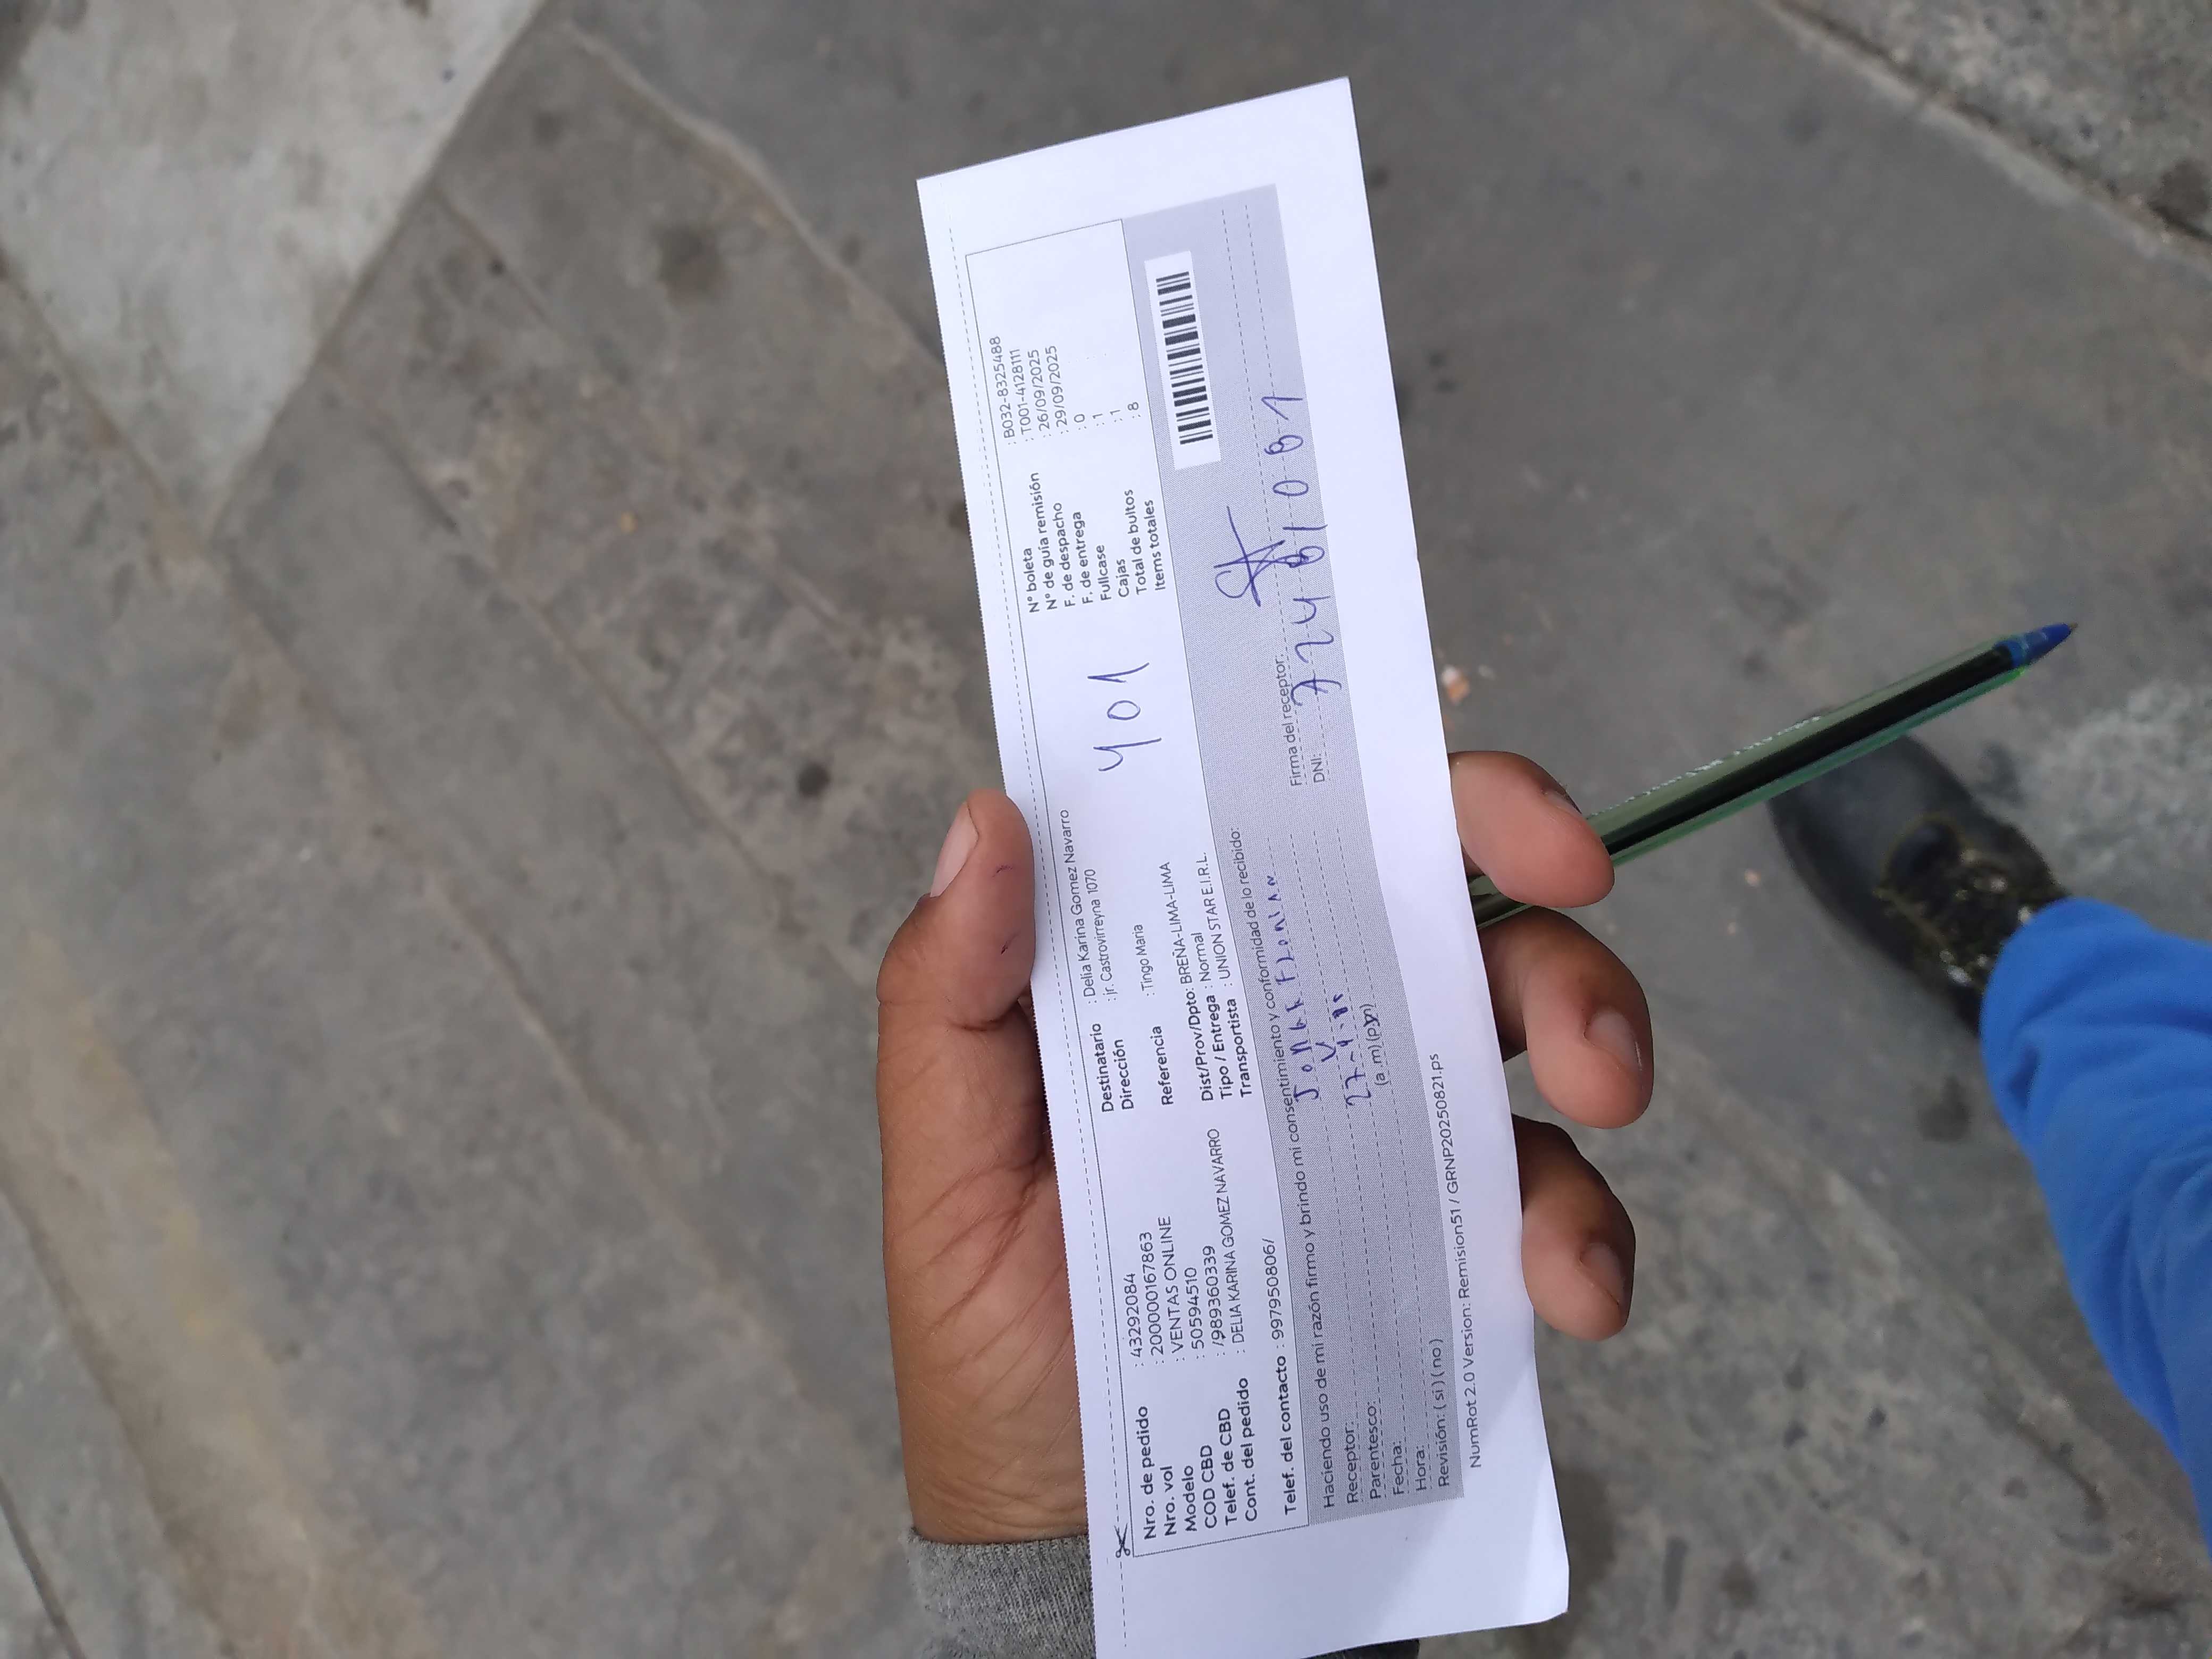 Nro. de pedido : 43292084
Nro. vol : 200000167863
Modelo : VENTAS ONLINE
COD CBD : 50594510
Telef. de CBD : /989360339
Cont. del pedido : DELIA KARINA GOMEZ NAVARRO
Telef. del contacto : 997950806/
Destinatario : Delia Karina Gomez Navarro
Dirección : jr. Castrovirreyna 1070
Referencia : Tingo Maria
Dist/Prov/Dpto: BREÑA-LIMA-LIMA
Tipo / Entrega : Normal
Transportista : UNION STAR E.I.R.L.
401
N° boleta : B032-8325488
N° de guía remisión : T001-4128111
F. de despacho : 26/09/2025
F. de entrega : 29/09/2025
Fullcase : 0
Cajas : 1
Total de bultos : 1
Items totales : 8
Haciendo uso de mi razón firmo y brindo mi consentimiento y conformidad de lo recibido:
Receptor:
Parentesco:
Fecha:
Hora: (a.m) (pm)
Revisión: ( si ) ( no )
Firma del receptor:
DNI:
NumRot 2.0 Version: Remision51 / GRNP20250821.ps